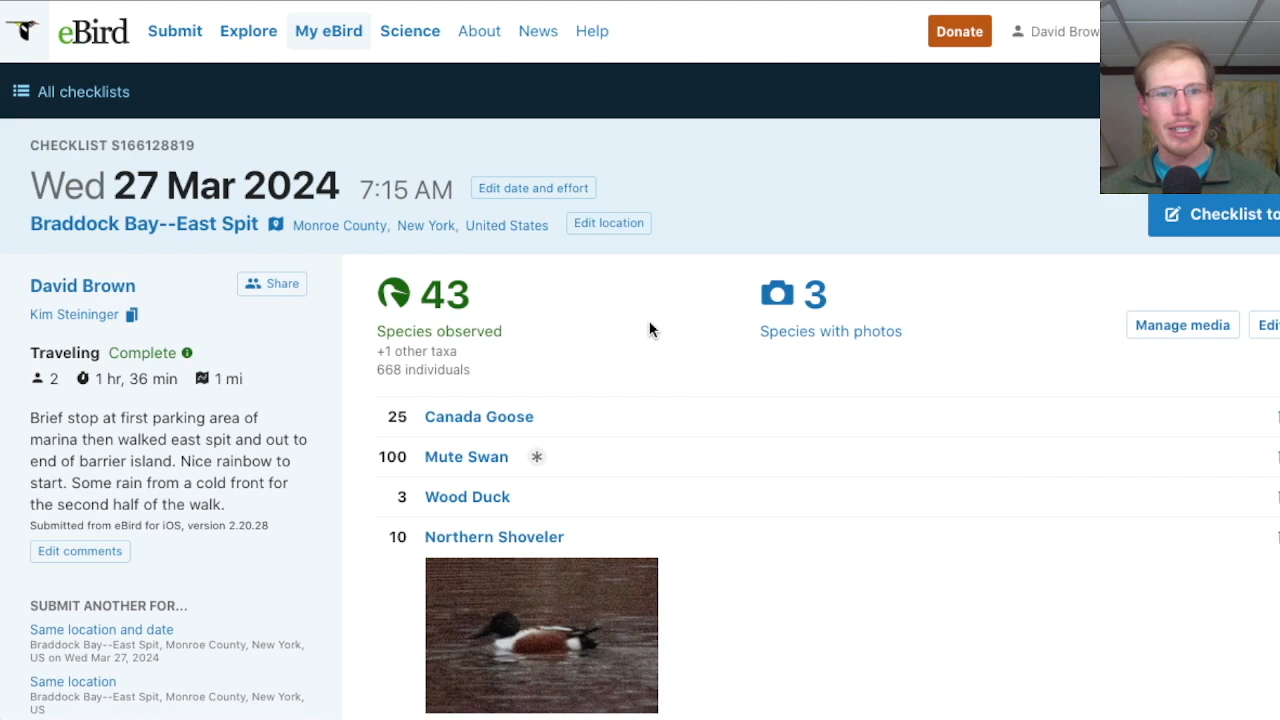 eBird Submit Explore My eBird Science About News Help Donate David Brow
All checklists
CHECKLIST S166128819
Wed 27 Mar 2024 7:15 AM Edit date and effort
Braddock Bay--East Spit Monroe County, New York, United States Edit location
Checklist to
David Brown Share
Kim Steininger
Traveling Complete
2 1 hr, 36 min 1 mi
Brief stop at first parking area of
marina then walked east spit and out to
end of barrier island. Nice rainbow to
start. Some rain from a cold front for
the second half of the walk.
Submitted from eBird for iOS, version 2.20.28
Edit comments
SUBMIT ANOTHER FOR...
Same location and date
Braddock Bay--East Spit, Monroe County, New York,
US on Wed Mar 27, 2024
Same location
Braddock Bay--East Spit, Monroe County, New York,
US
43
Species observed
+1 other taxa
668 individuals
3
Species with photos
Manage media Edi
25 Canada Goose
100 Mute Swan *
3 Wood Duck
10 Northern Shoveler